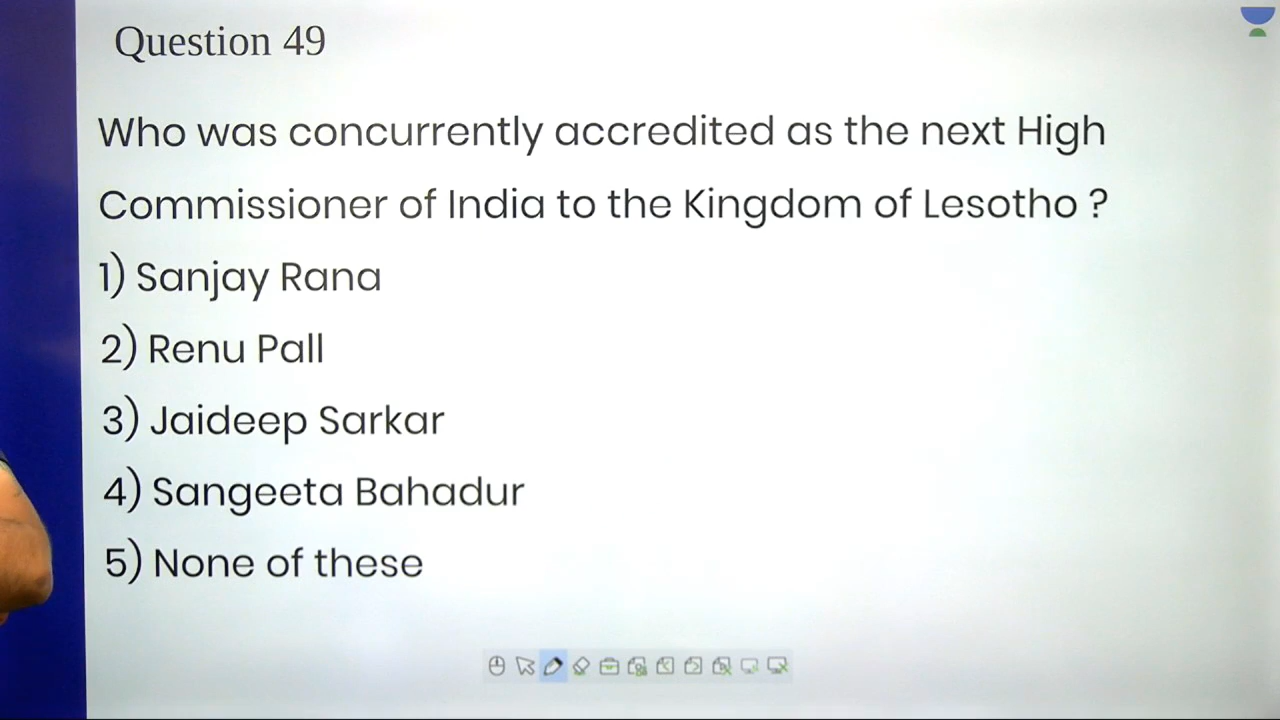 Question 49
Who was concurrently accredited as the next High
Commissioner of India to the Kingdom of Lesotho ?
1) Sanjay Rana
2) Renu Pall
3) Jaideep Sarkar
4) Sangeeta Bahadur
5) None of these